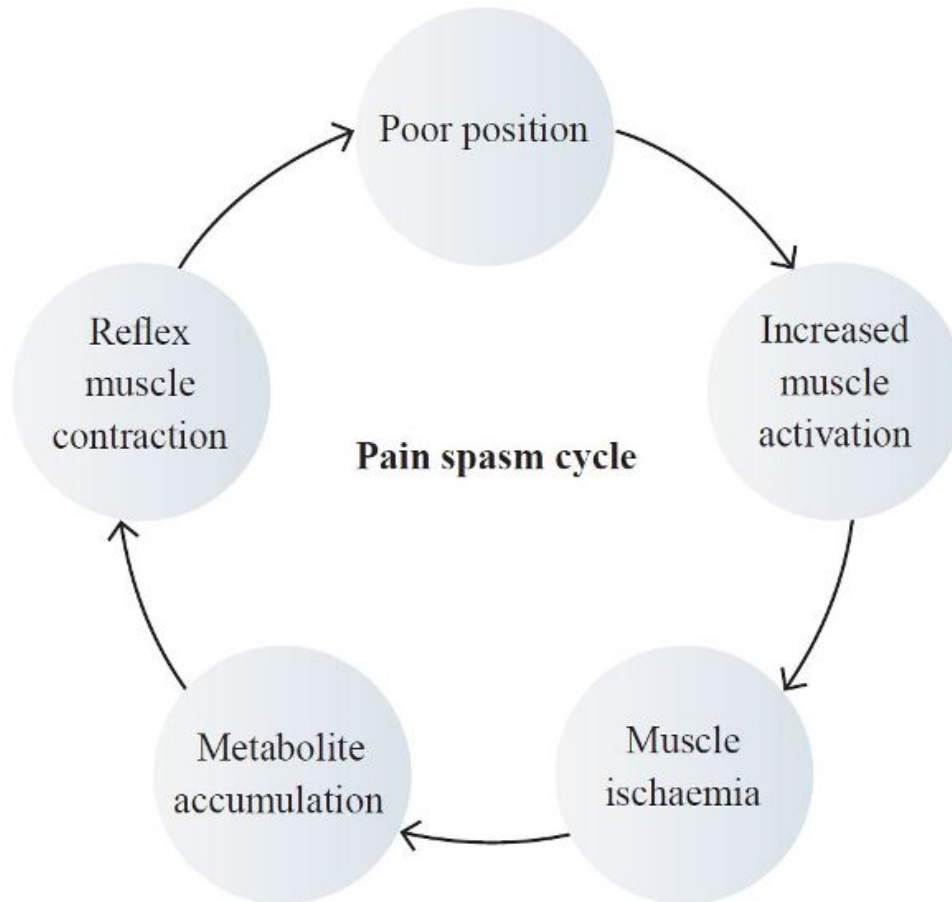 Poor position
Increased
muscle
activation
Muscle
ischaemia
Metabolite
accumulation
Reflex
muscle
contraction
Pain spasm cycle